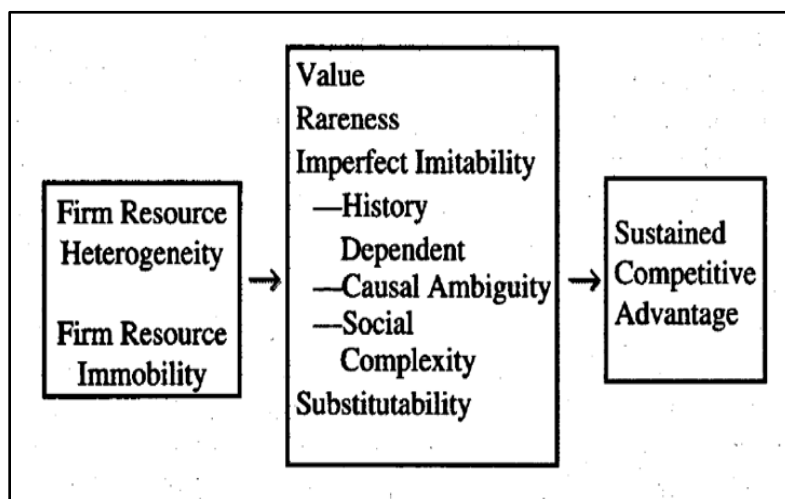 Firm Resource
Heterogeneity
Firm Resource
Immobility
Value
Rareness
Imperfect Imitability
—History
Dependent
—Causal Ambiguity
—Social
Complexity
Substitutability
Sustained
Competitive
Advantage